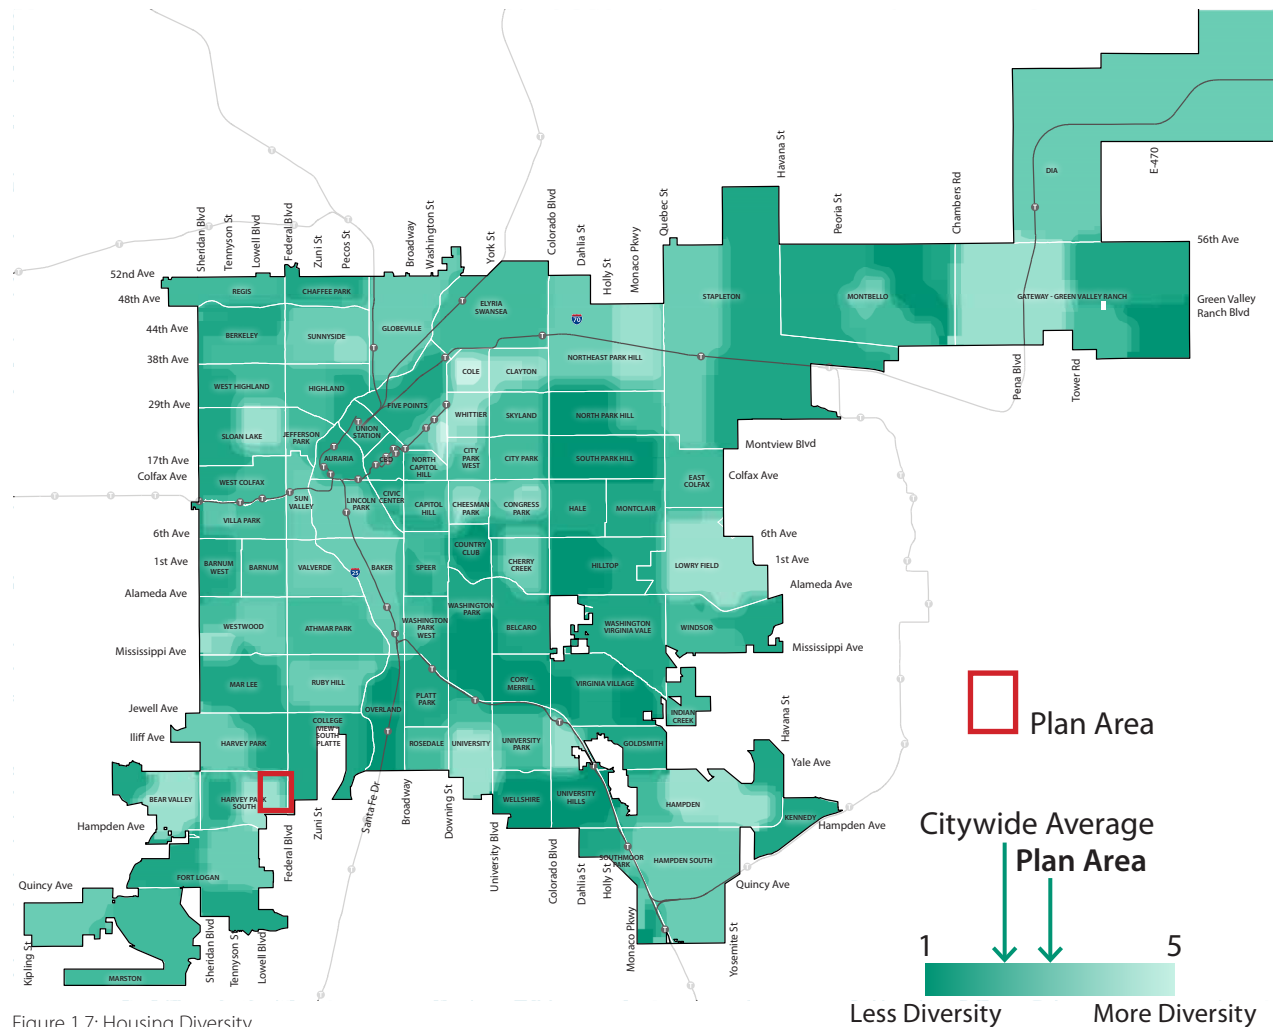 Havana St
E-470
Chambers Rd
Peoria St
DIA
Quebec St
Colorado Blvd
Dahlia St
Monaco Pkwy
Holly St
Sheridan Blvd
Tennyson St
Lowell Blvd
Federal Blvd
Zuni St
Pecos St
Broadway
Washington St
York St
56th Ave
52nd Ave
48th Ave
44th Ave
38th Ave
29th Ave
17th Ave
Colfax Ave
6th Ave
1st Ave
Alameda Ave
Mississippi Ave
Jewell Ave
Iliff Ave
Hampden Ave
Quincy Ave
Green Valley
Ranch Blvd
REGIS
CHAFFEE PARK
BERKELEY
SUNNYSIDE
GLOBEVILLE
ELYRIA
SWANSEA
70
STAPLETON
MONTBELLO
GATEWAY - GREEN VALLEY RANCH
NORTHEAST PARK HILL
COLE
CLAYTON
WEST HIGHLAND
HIGHLAND
FIVE POINTS
WHITTIER
SKYLAND
NORTH PARK HILL
SLOAN LAKE
JEFFERSON
PARK
UNION
STATION
AURARIA
CBD
NORTH
CAPITOL
HILL
CITY
PARK
WEST
CITY PARK
SOUTH PARK HILL
EAST
COLFAX
WEST COLFAX
SUN
VALLEY
LINCOLN
PARK
CIVIC
CENTER
CAPITOL
HILL
CHEESMAN
PARK
CONGRESS
PARK
HALE
MONTCLAIR
VILLA PARK
COUNTRY
CLUB
BARNUM
WEST
BARNUM
VALVERDE
25
BAKER
SPEER
CHERRY
CREEK
HILLTOP
LOWRY FIELD
WESTWOOD
ATHMAR PARK
WASHINGTON
PARK
WEST
WASHINGTON
PARK
BELCARO
WASHINGTON
VIRGINIA VALE
WINDSOR
MAR LEE
RUBY HILL
OVERLAND
PLATT
PARK
CORY -
MERRILL
VIRGINIA VILLAGE
INDIAN
CREEK
HARVEY PARK
COLLEGE
VIEW -
SOUTH
PLATTE
ROSEDALE
UNIVERSITY
UNIVERSITY
PARK
GOLDSMITH
BEAR VALLEY
HARVEY PARK
SOUTH
WELLSHIRE
UNIVERSITY
HILLS
HAMPDEN
KENNEDY
FORT LOGAN
SOUTHMOOR
PARK
HAMPDEN SOUTH
MARSTON
Pena Blvd
Tower Rd
Montview Blvd
Colfax Ave
6th Ave
1st Ave
Alameda Ave
Mississippi Ave
Havana St
Yale Ave
Hampden Ave
Quincy Ave
Kipling St
Sheridan Blvd
Tennyson St
Lowell Blvd
Federal Blvd
Zuni St
Santa Fe Dr
Broadway
Downing St
University Blvd
Colorado Blvd
Dahlia St
Holly St
Monaco Pkwy
Yosemite St
Plan Area
Citywide Average
Plan Area
1
5
Less Diversity
More Diversity
Figure 1.7: Housing Diversity